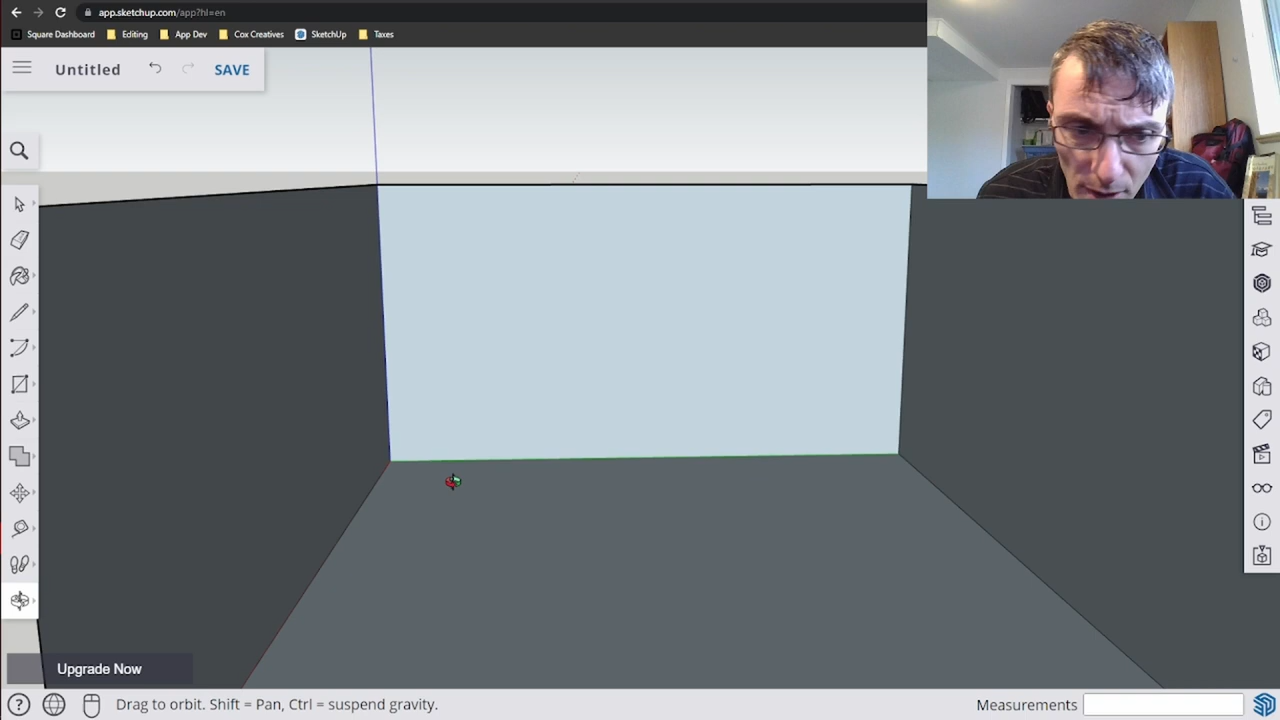 app.sketchup.com/app?hl=en
Square Dashboard Editing App Dev Cox Creatives SketchUp Taxes
Untitled SAVE
Upgrade Now
? Drag to orbit. Shift = Pan, Ctrl = suspend gravity. Measurements